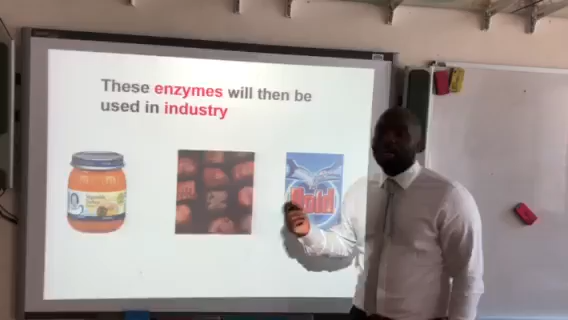 These enzymes will then be
used in industry